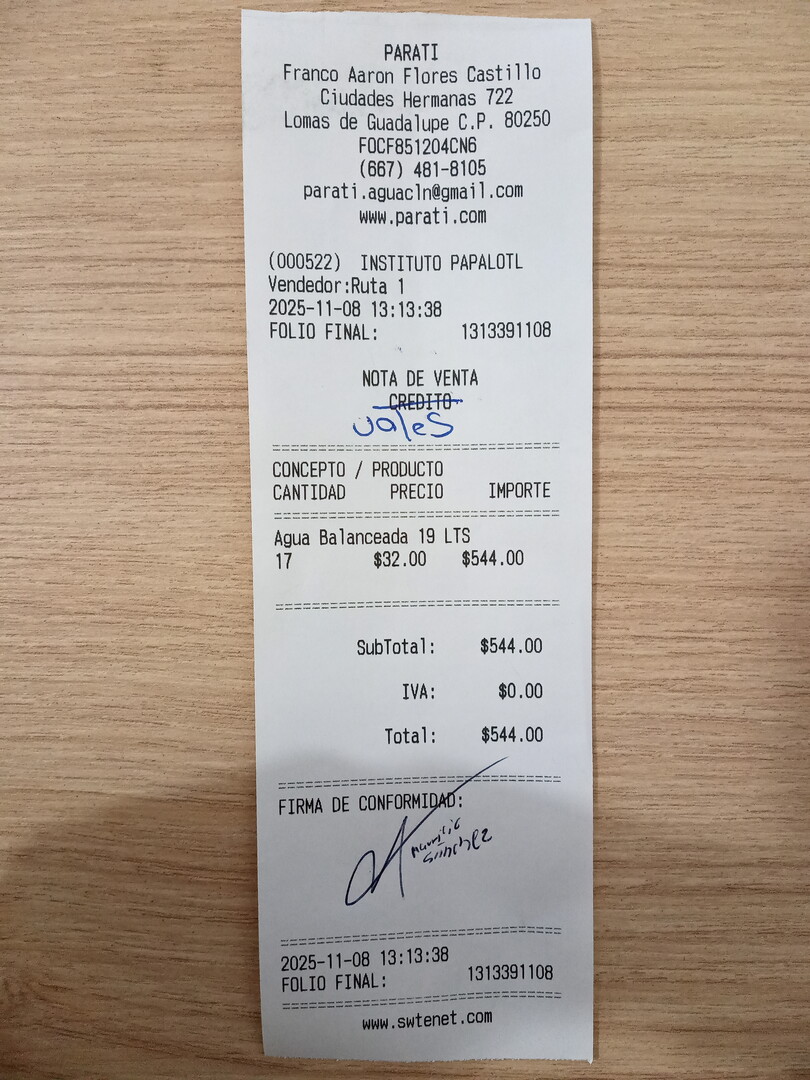 PARATI
Franco Aaron Flores Castillo
Ciudades Hermanas 722
Lomas de Guadalupe C.P. 80250
FOCF851204CN6
(667) 481-8105
parati.aguacln@gmail.com
www.parati.com
(000522) INSTITUTO PAPALOTL
Vendedor:Ruta 1
2025-11-08 13:13:38
FOLIO FINAL: 1313391108
NOTA DE VENTA
CREDITO
vales
CONCEPTO / PRODUCTO
CANTIDAD PRECIO IMPORTE
Agua Balanceada 19 LTS
17 $32.00 $544.00
SubTotal: $544.00
IVA: $0.00
Total: $544.00
FIRMA DE CONFORMIDAD:
Sanchez
2025-11-08 13:13:38
FOLIO FINAL: 1313391108
www.swtenet.com